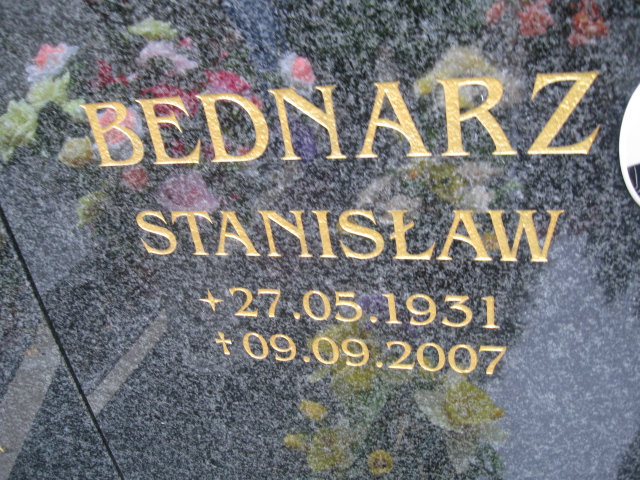 BEDNARZ
STANISŁAW
+27.05.1931
†09.09.2007